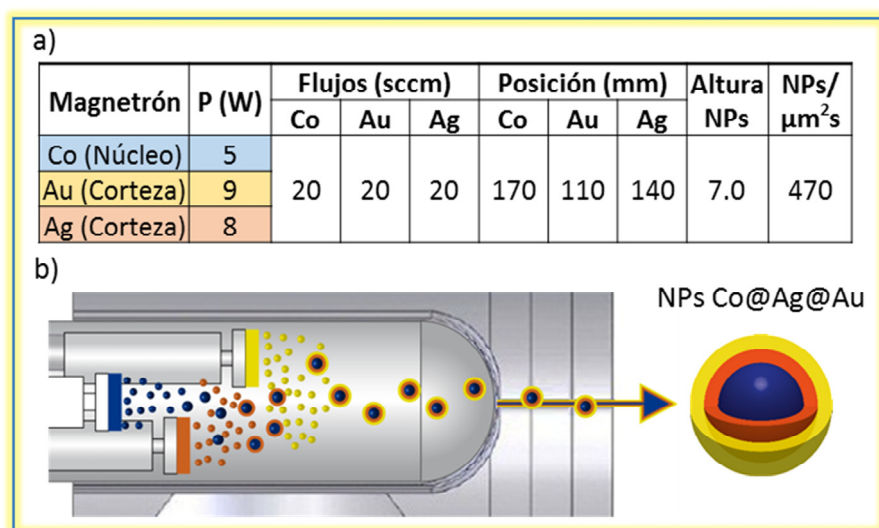 a)
Magnetrón P (W) Flujos (sccm) Posición (mm) Altura NPs NPs/µm²s
Co Au Ag Co Au Ag
Co (Núcleo) 5
Au (Corteza) 9 20 20 20 170 110 140 7.0 470
Ag (Corteza) 8
b)
NPs Co@Ag@Au